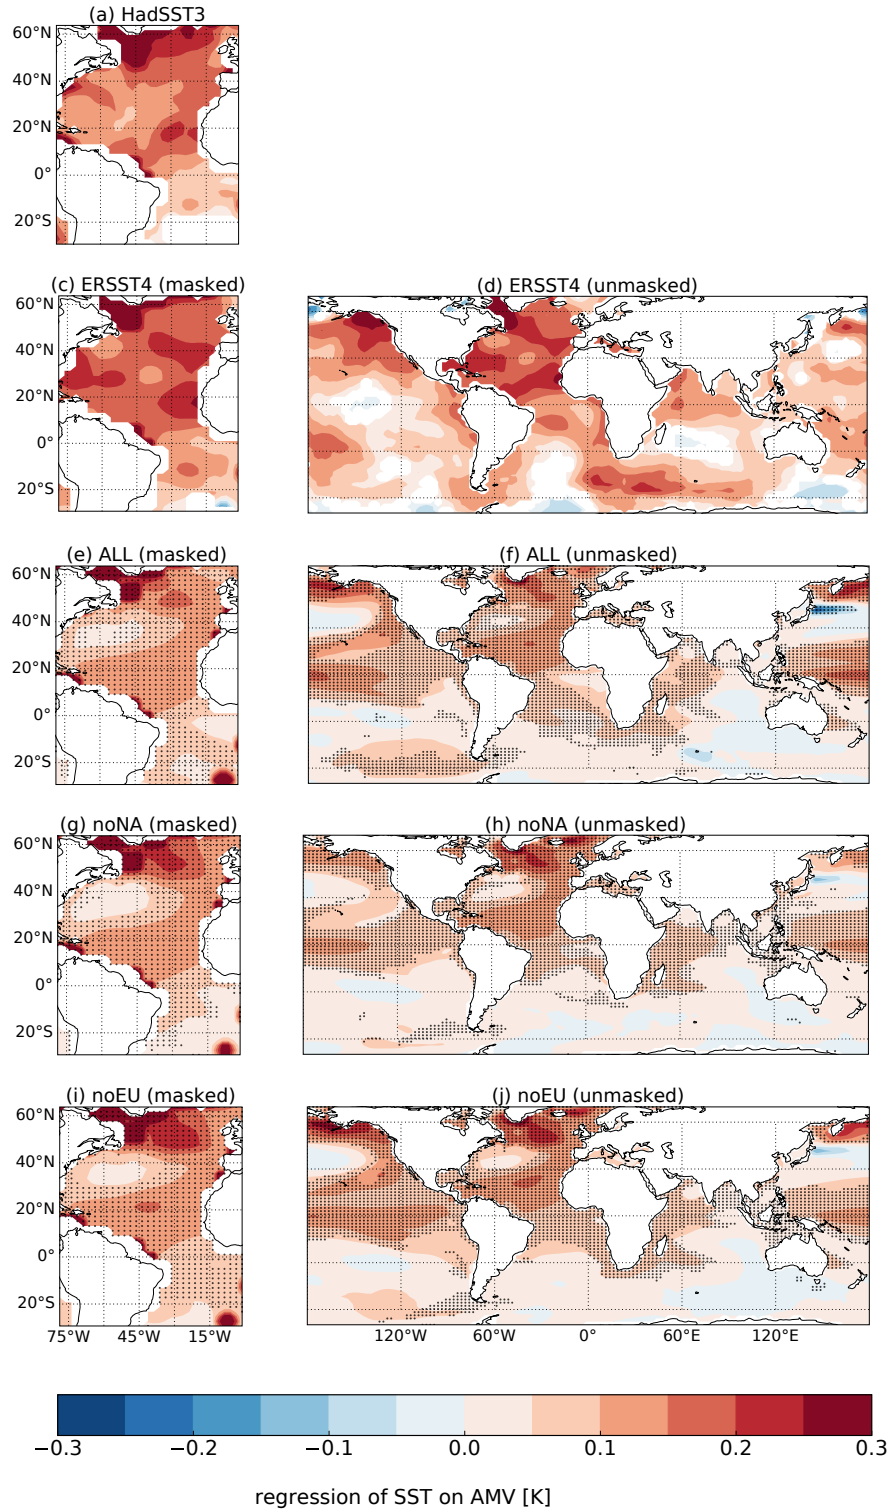 (a) HadSST3
60°N
40°N
20°N
0°
20°S
(c) ERSST4 (masked)
(d) ERSST4 (unmasked)
60°N
40°N
20°N
0°
20°S
(e) ALL (masked)
(f) ALL (unmasked)
60°N
40°N
20°N
0°
20°S
(g) noNA (masked)
(h) noNA (unmasked)
60°N
40°N
20°N
0°
20°S
(i) noEU (masked)
(j) noEU (unmasked)
60°N
40°N
20°N
0°
20°S
75°W 45°W 15°W 120°W 60°W 0° 60°E 120°E
−0.3 −0.2 −0.1 0.0 0.1 0.2 0.3
regression of SST on AMV [K]